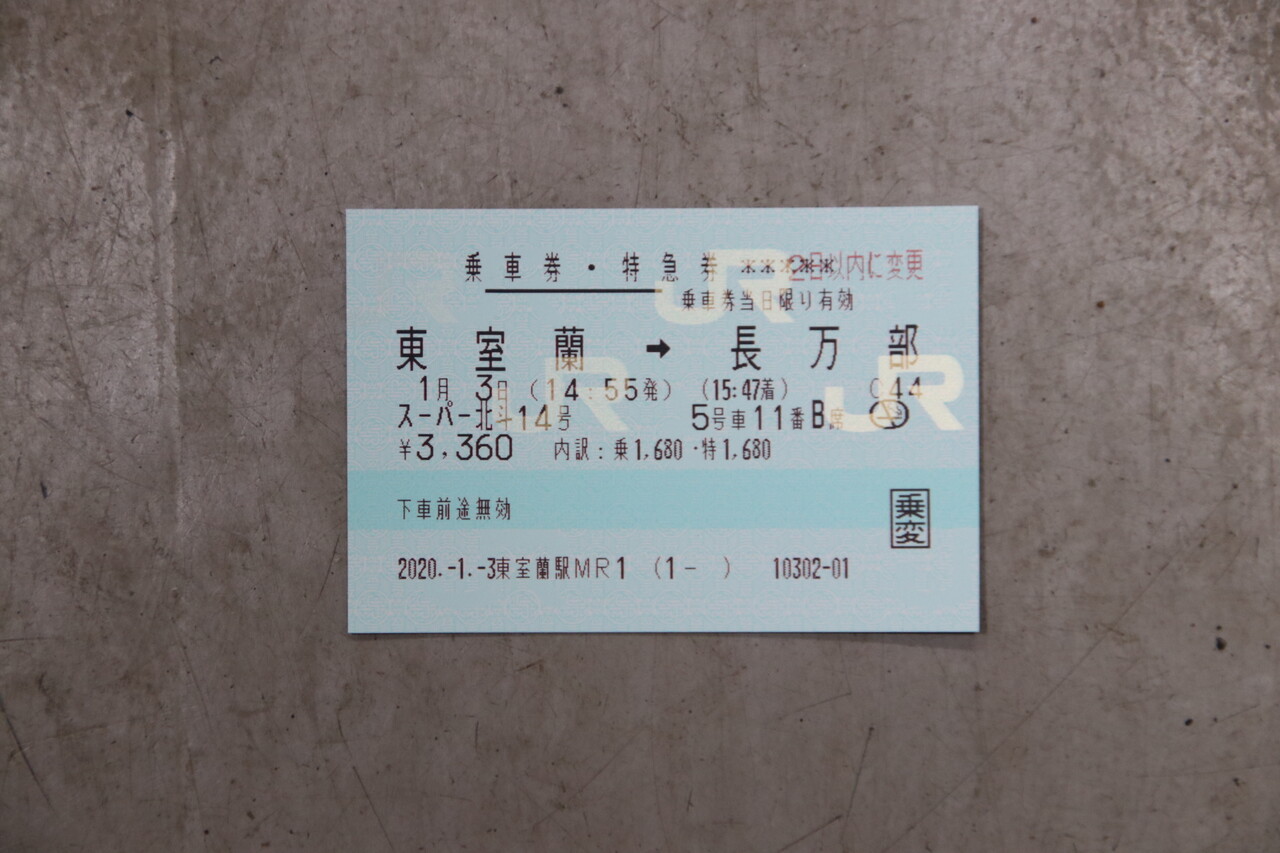 乗車券・特急券 *****2日以内に変更
乗車券当日限り有効
東室蘭 ➡ 長万部
1月 3日 (14:55発) (15:47着) C44
スーパー北斗14号 5号車11番B席
¥3,360 内訳:乗1,680・特1,680
下車前途無効
乗変
2020.-1.-3東室蘭駅MR1 (1- ) 10302-01
JR
JR
JR